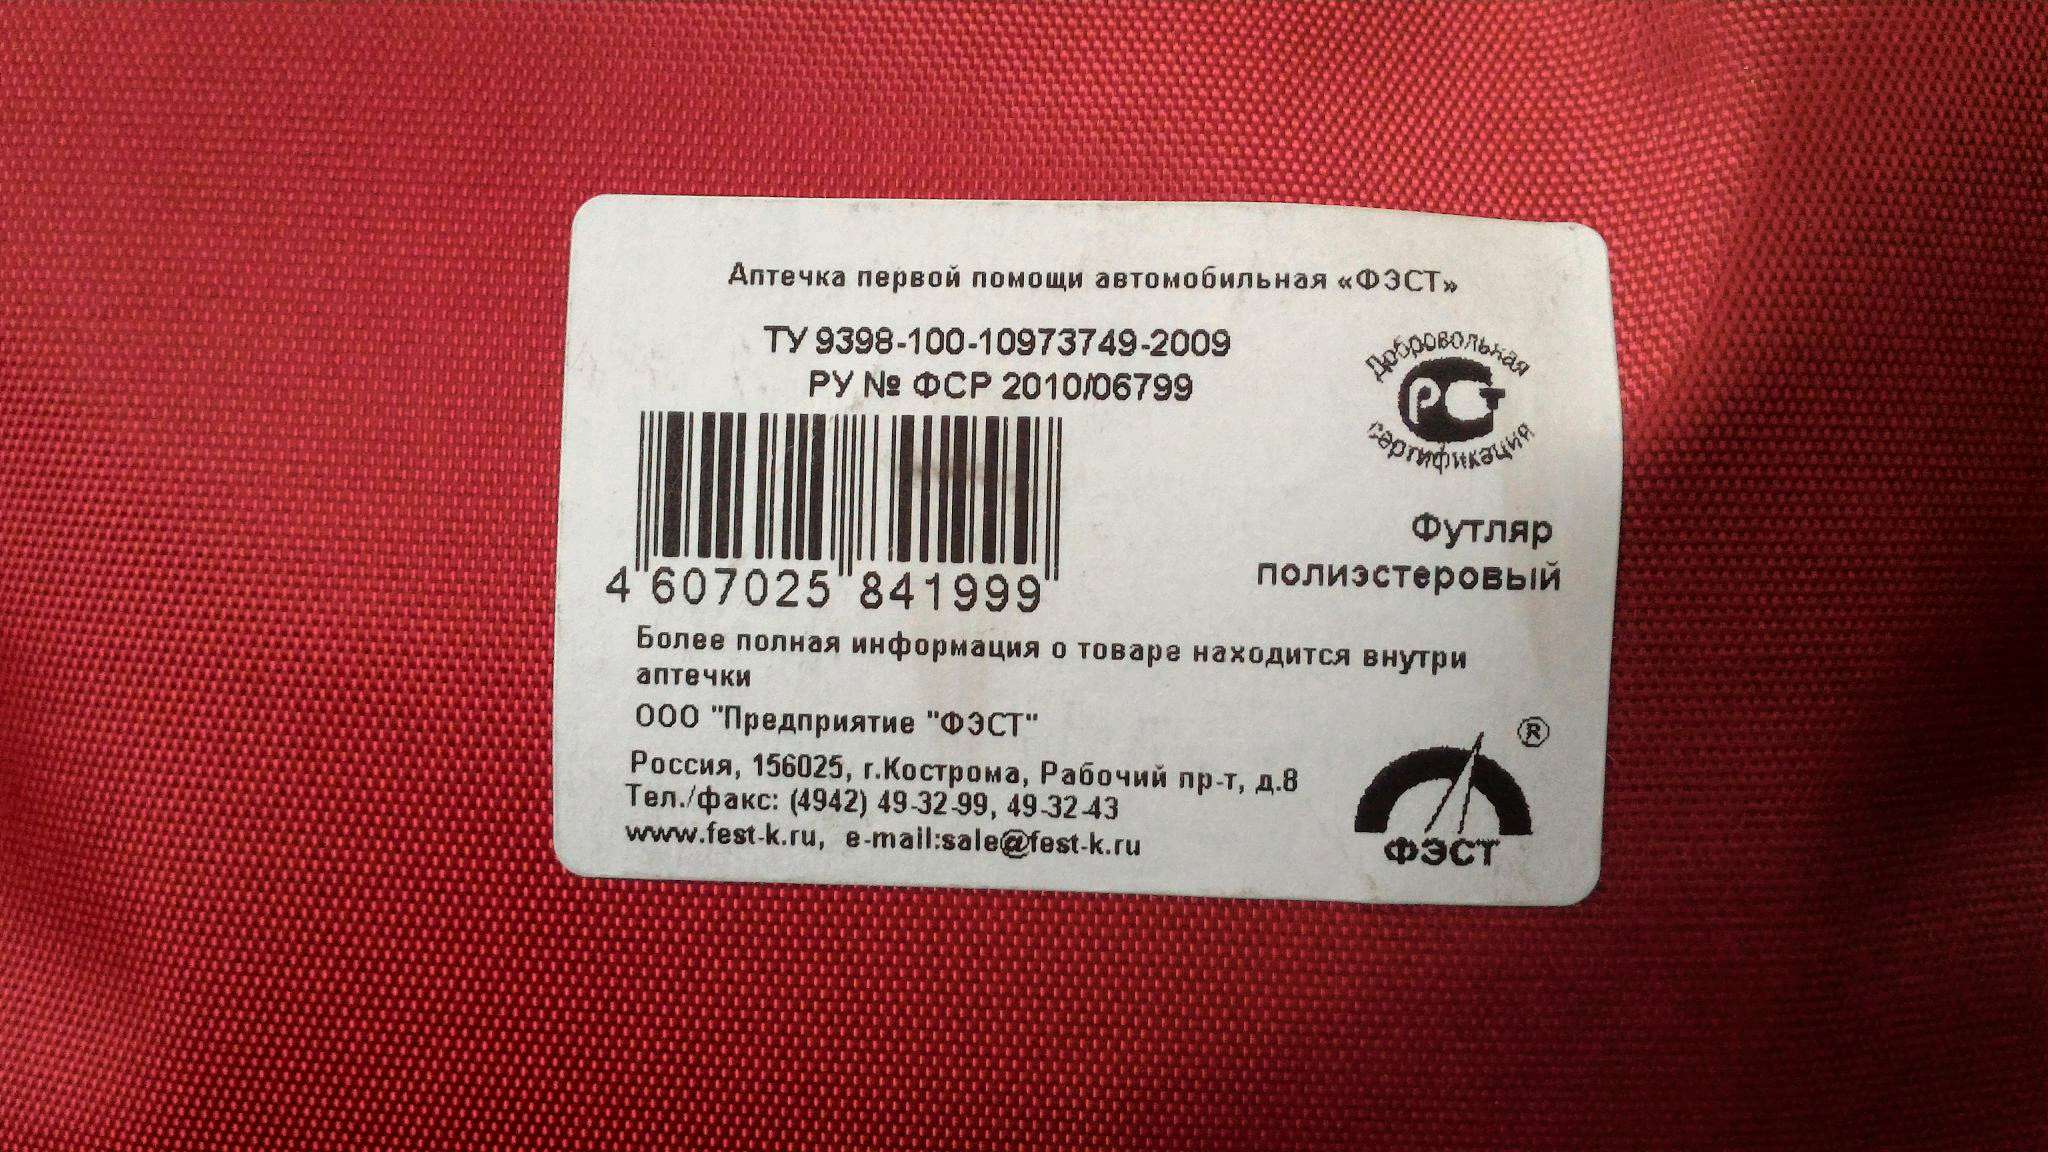 Аптечка первой помощи автомобильная «ФЭСТ»
ТУ 9398-100-10973749-2009
РУ № ФСР 2010/06799
Добровольная
РСТ
сертификация
4 607025 841999
Футляр
полиэстеровый
Более полная информация о товаре находится внутри
аптечки
ООО "Предприятие "ФЭСТ"
Россия, 156025, г.Кострома, Рабочий пр-т, д.8
Тел./факс: (4942) 49-32-99, 49-32-43
www.fest-k.ru, e-mail:sale@fest-k.ru
®
ФЭСТ